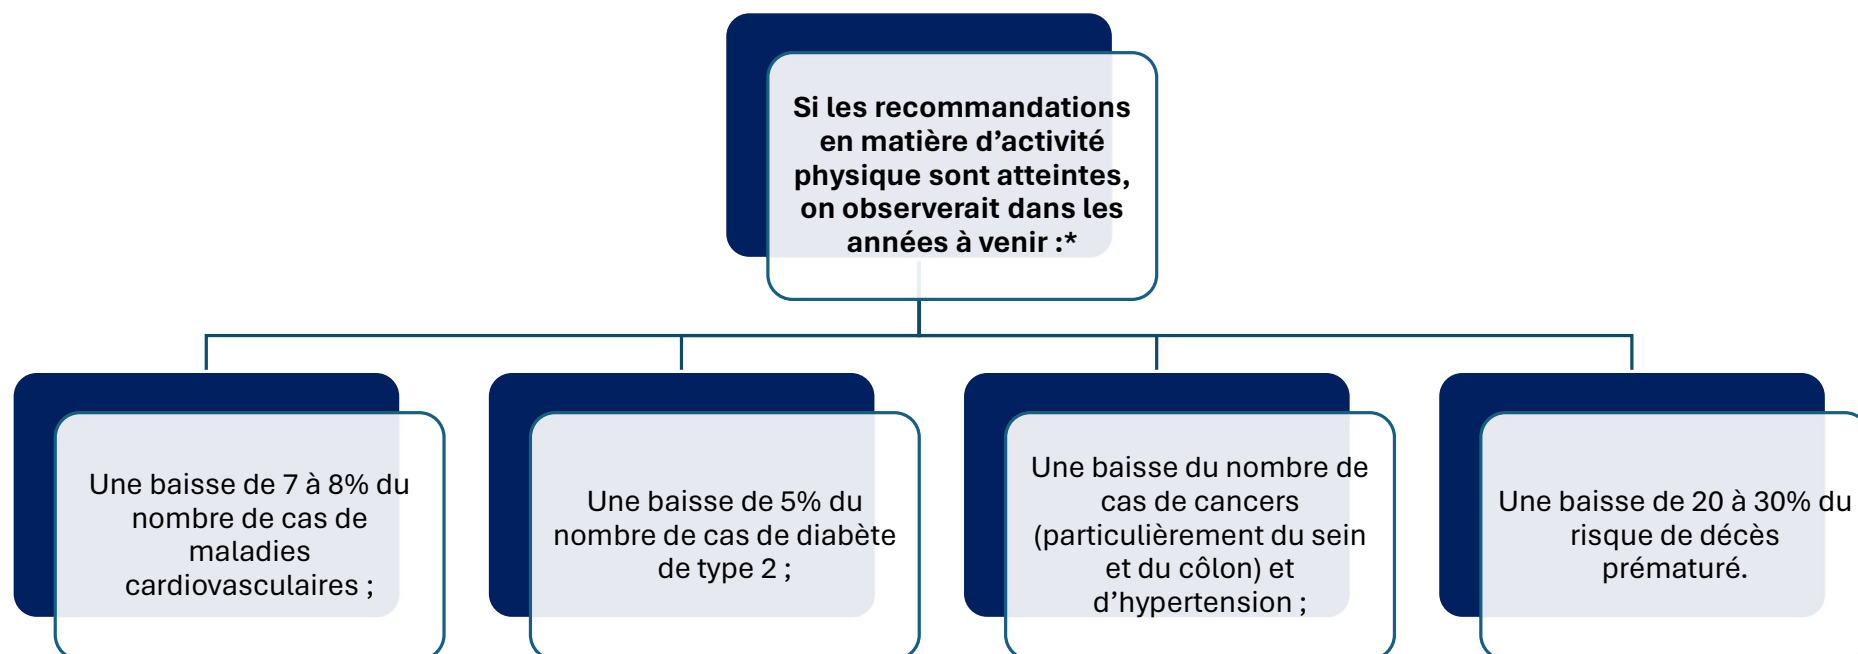 Si les recommandations
en matière d’activité
physique sont atteintes,
on observerait dans les
années à venir :*
Une baisse de 7 à 8% du
nombre de cas de
maladies
cardiovasculaires ;
Une baisse de 5% du
nombre de cas de diabète
de type 2 ;
Une baisse du nombre de
cas de cancers
(particulièrement du sein
et du côlon) et
d’hypertension ;
Une baisse de 20 à 30% du
risque de décès
prématuré.